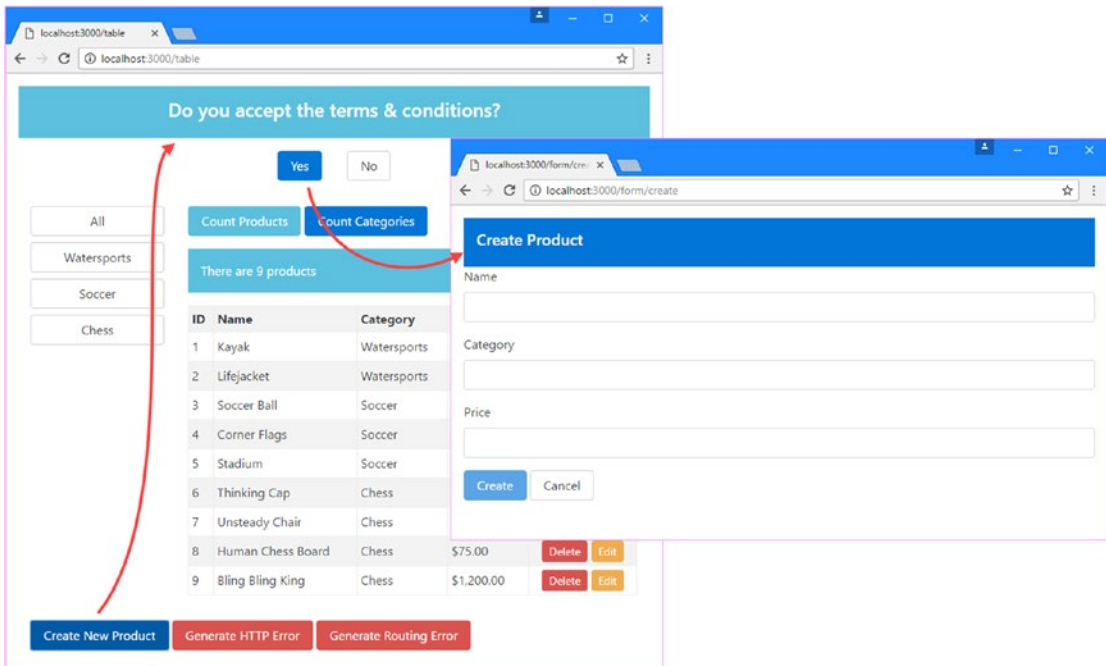 localhost:3000/table
localhost:3000/table
Do you accept the terms & conditions?
Yes No
All
Watersports
Soccer
Chess
Count Products Count Categories
There are 9 products
ID Name Category
1 Kayak Watersports
2 Lifejacket Watersports
3 Soccer Ball Soccer
4 Corner Flags Soccer
5 Stadium Soccer
6 Thinking Cap Chess
7 Unsteady Chair Chess
8 Human Chess Board Chess $75.00 Delete Edit
9 Bling Bling King Chess $1,200.00 Delete Edit
Create New Product Generate HTTP Error Generate Routing Error
localhost:3000/form/cre
localhost:3000/form/create
Create Product
Name
Category
Price
Create Cancel